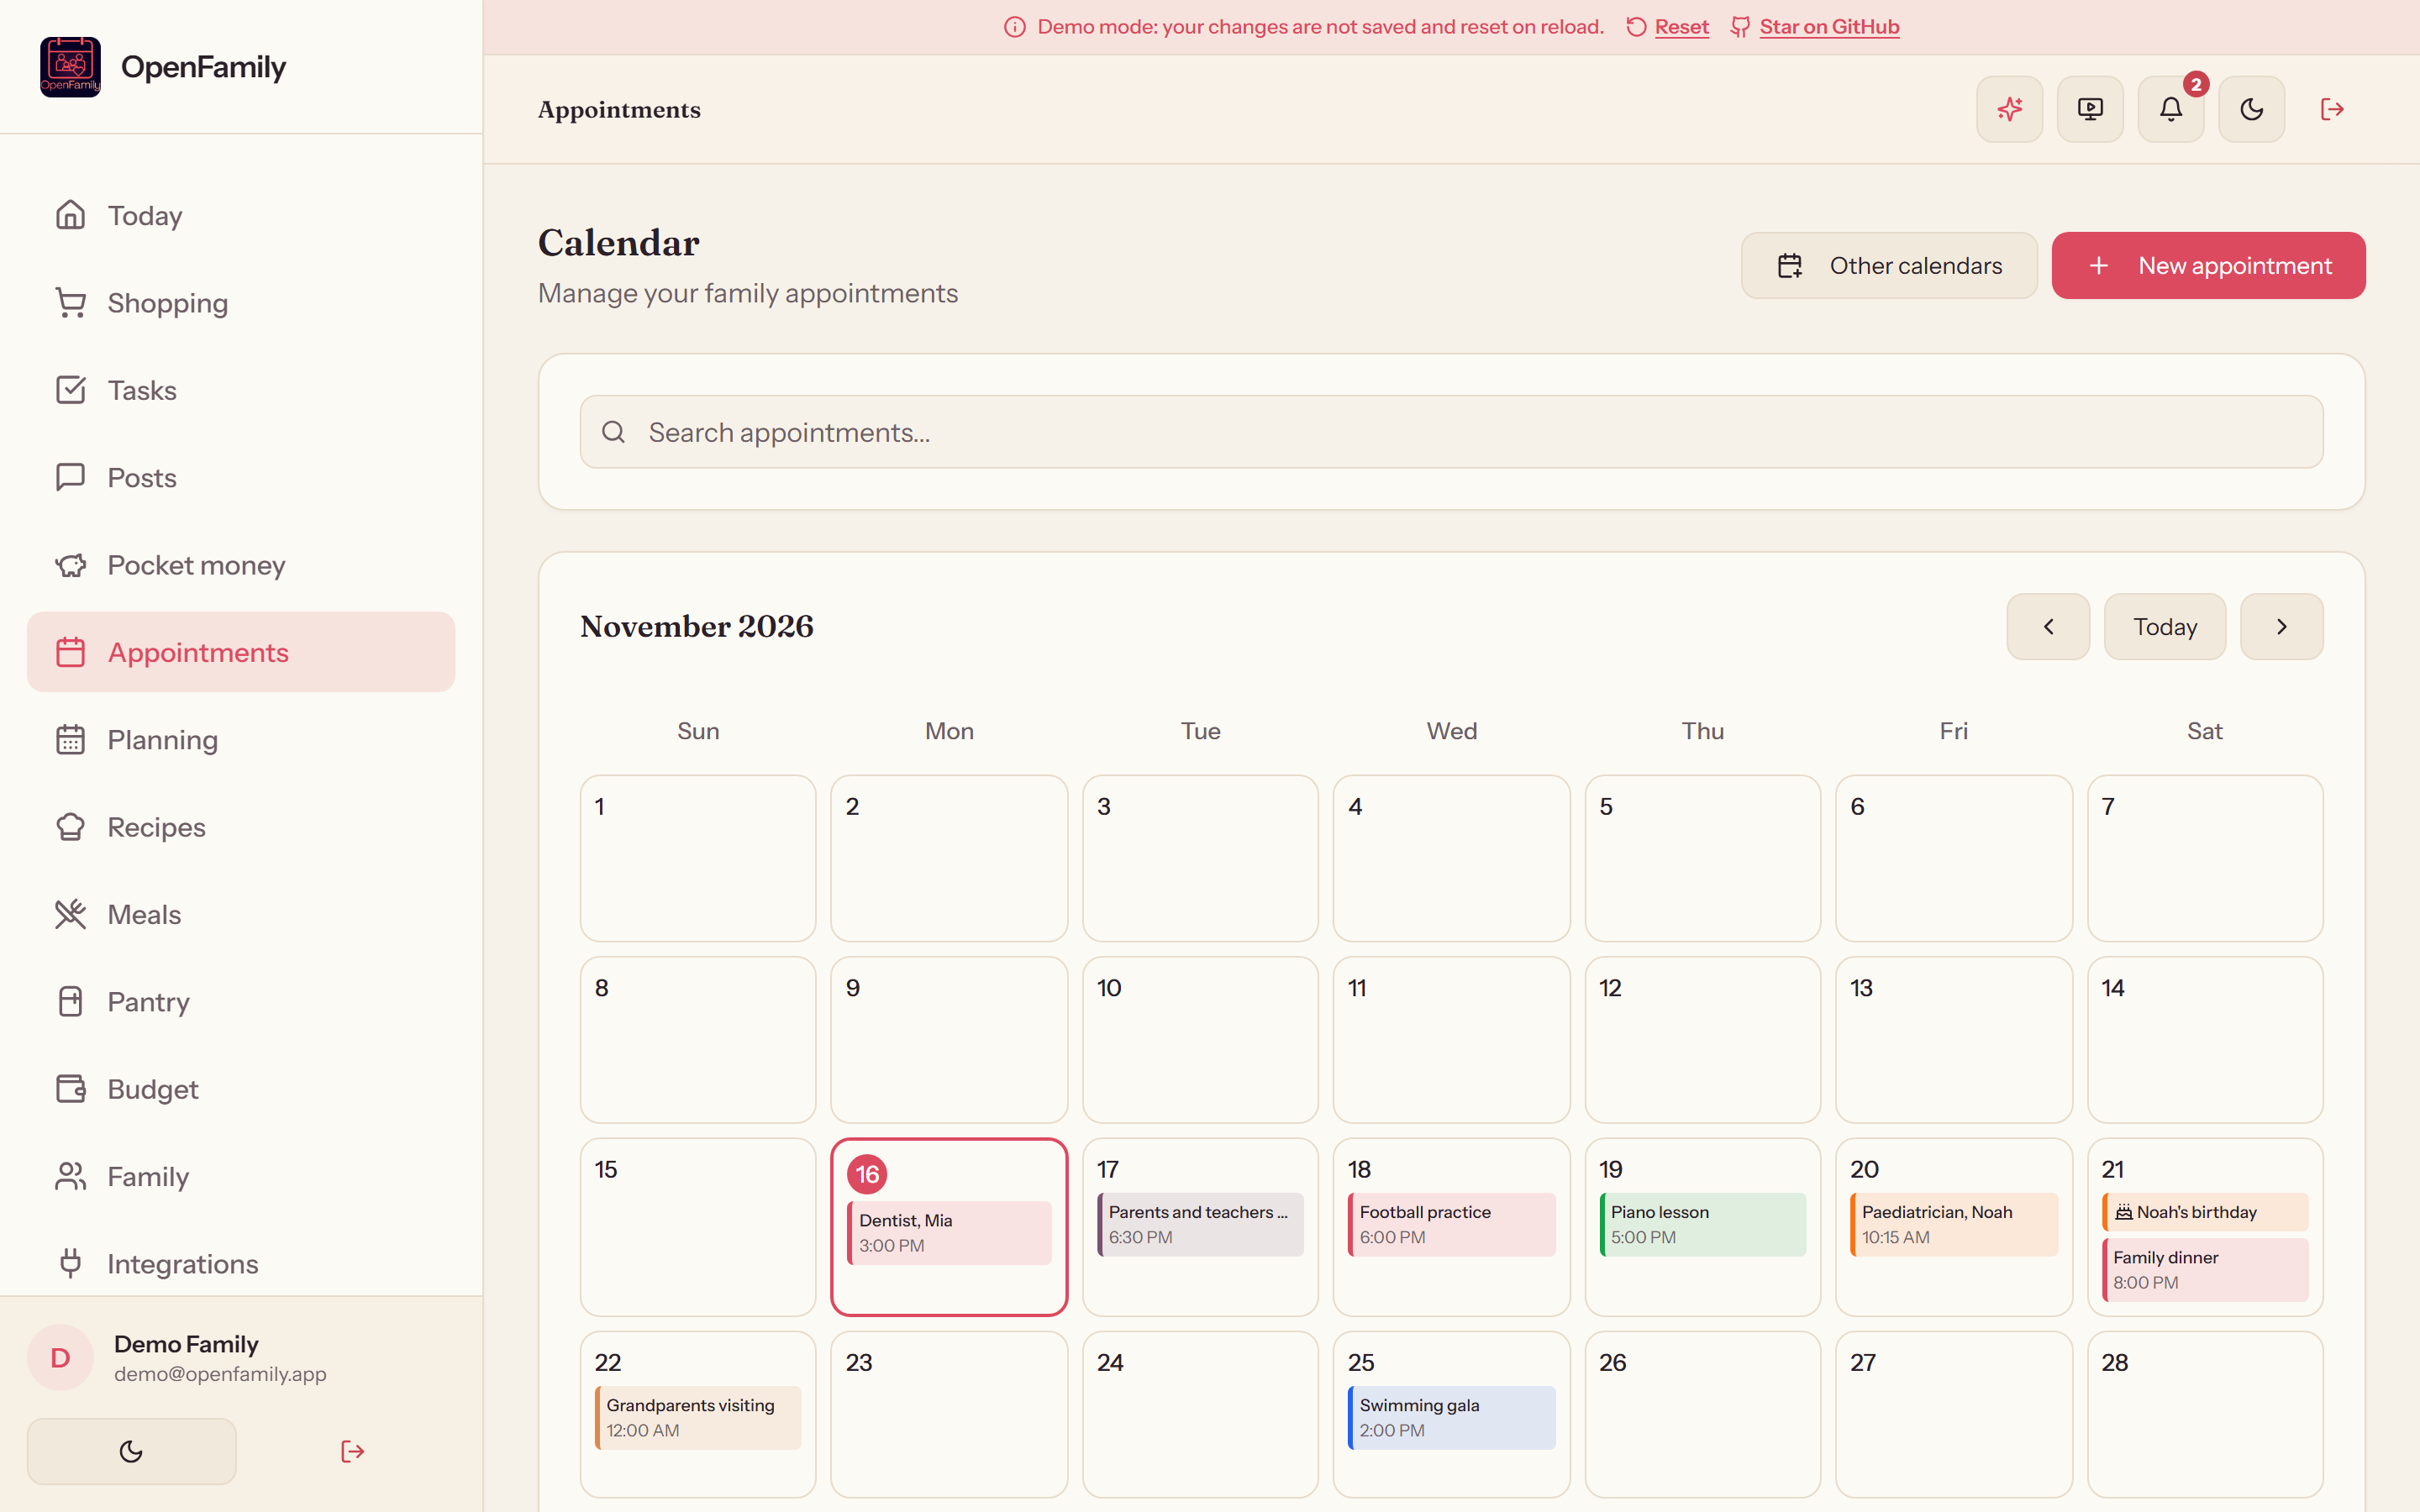 Demo mode: your changes are not saved and reset on reload. Reset Star on GitHub
OpenFamily
OpenFamily
Appointments
2
Today
Shopping
Tasks
Posts
Pocket money
Appointments
Planning
Recipes
Meals
Pantry
Budget
Family
Integrations
D
Demo Family
demo@openfamily.app
Calendar
Manage your family appointments
Other calendars
New appointment
Search appointments...
November 2026
Today
Sun Mon Tue Wed Thu Fri Sat
1 2 3 4 5 6 7
8 9 10 11 12 13 14
15
16
Dentist, Mia
3:00 PM
17
Parents and teachers ...
6:30 PM
18
Football practice
6:00 PM
19
Piano lesson
5:00 PM
20
Paediatrician, Noah
10:15 AM
21
Noah's birthday
Family dinner
8:00 PM
22
Grandparents visiting
12:00 AM
23
24
25
Swimming gala
2:00 PM
26
27
28